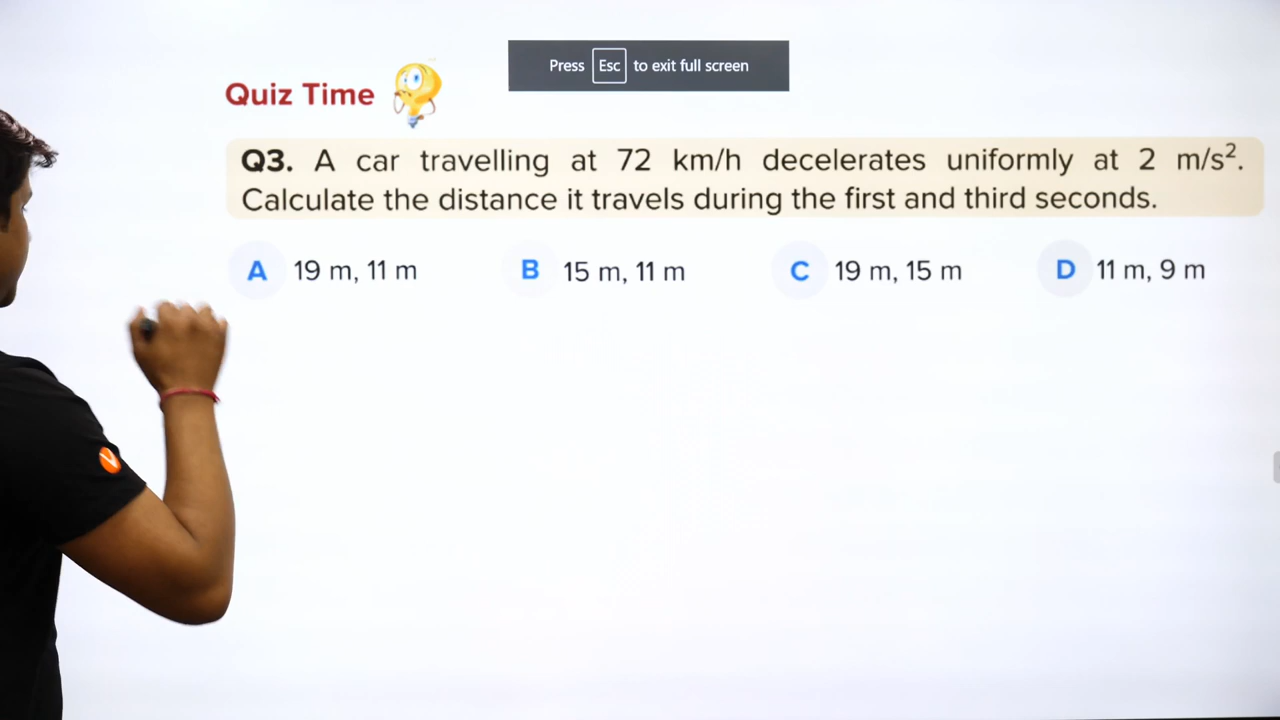 Press Esc to exit full screen
Quiz Time
Q3. A car travelling at 72 km/h decelerates uniformly at 2 m/s².
Calculate the distance it travels during the first and third seconds.
A 19 m, 11 m B 15 m, 11 m C 19 m, 15 m D 11 m, 9 m